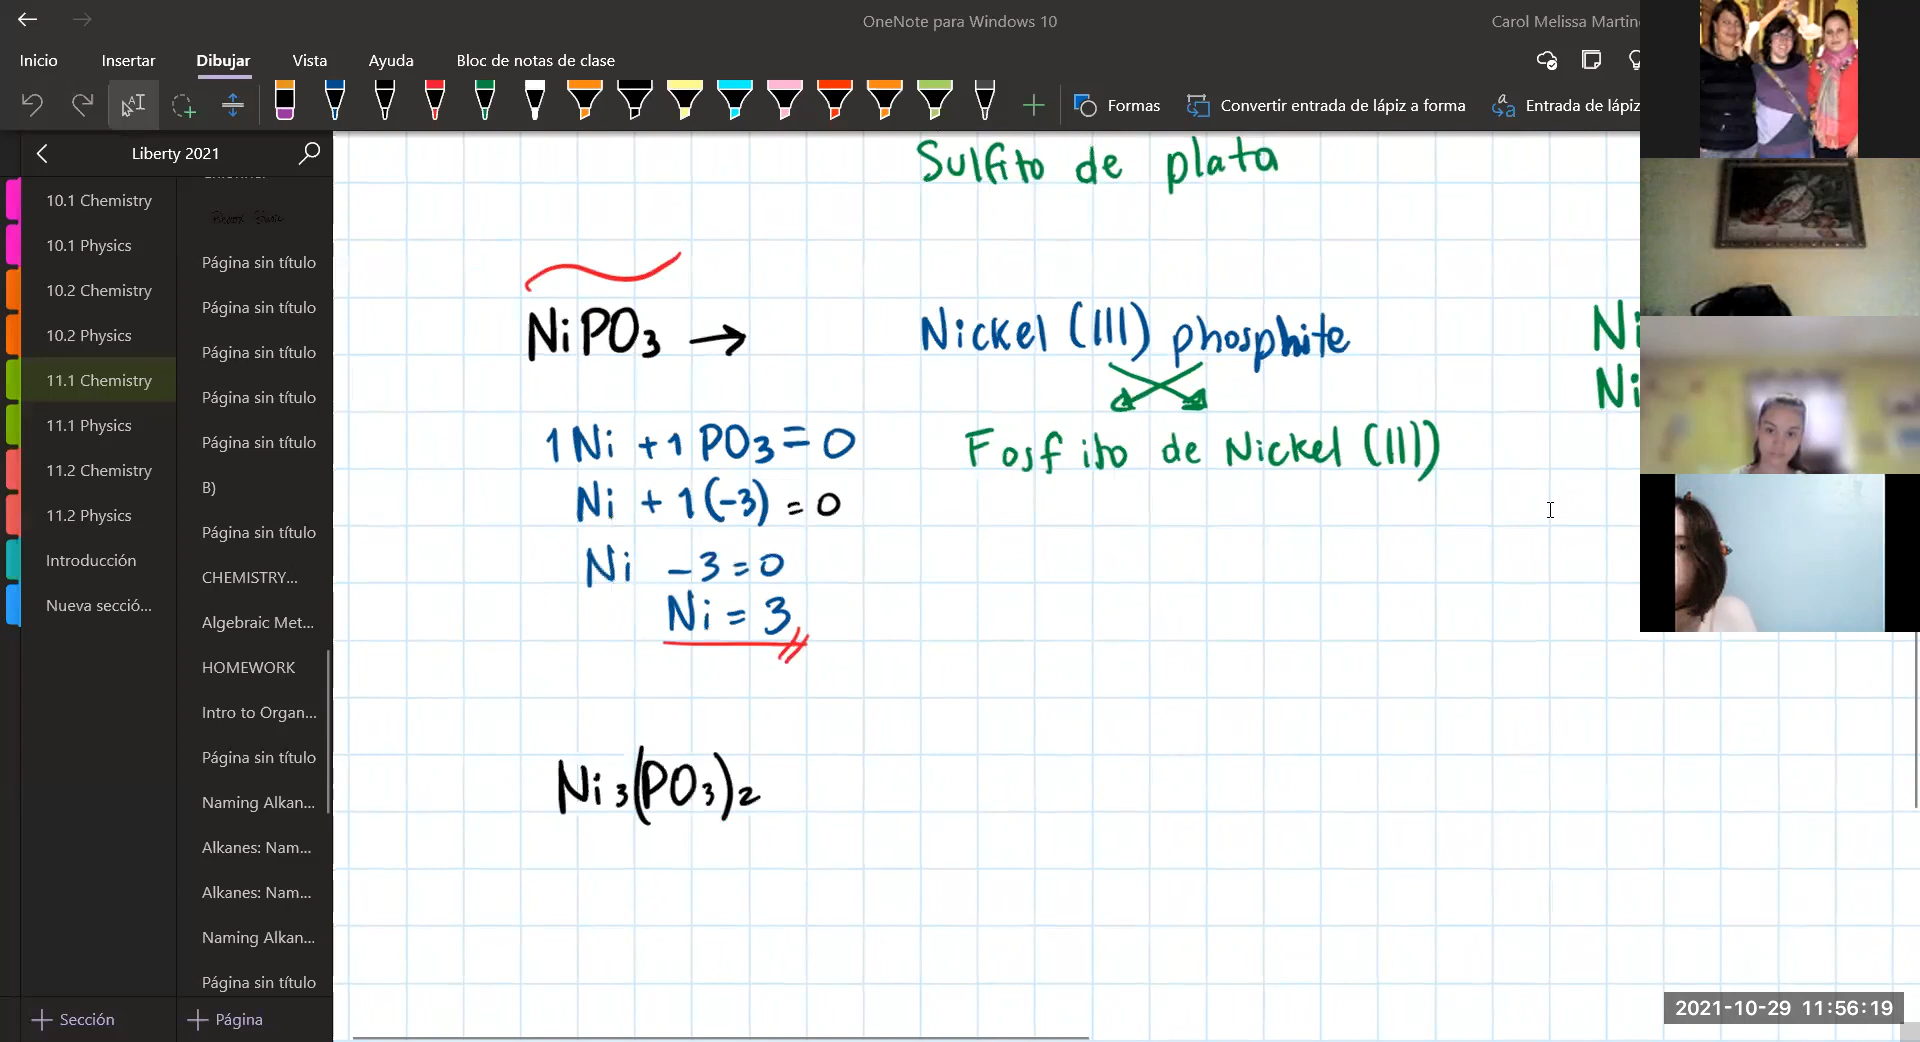 OneNote para Windows 10
Carol Melissa Martin
Inicio
Insertar
Dibujar
Vista
Ayuda
Bloc de notas de clase
Formas
Convertir entrada de lápiz a forma
Entrada de lápiz
Liberty 2021
10.1 Chemistry
10.1 Physics
10.2 Chemistry
10.2 Physics
11.1 Chemistry
11.1 Physics
11.2 Chemistry
11.2 Physics
Introducción
Nueva secció...
Sección
Página sin título
Página sin título
Página sin título
Página sin título
Página sin título
B)
Página sin título
CHEMISTRY...
Algebraic Met...
HOMEWORK
Intro to Organ...
Página sin título
Naming Alkan...
Alkanes: Nam...
Alkanes: Nam...
Naming Alkan...
Página sin título
Página
Sulfito de plata
NiPO₃ →
Nickel (III) phosphite
Ni
Ni
1Ni + 1 PO₃ = 0
Fosfito de Nickel (III)
Ni + 1(-3) = 0
Ni -3 = 0
Ni = 3
Ni₃(PO₃)₂
2021-10-29 11:56:19